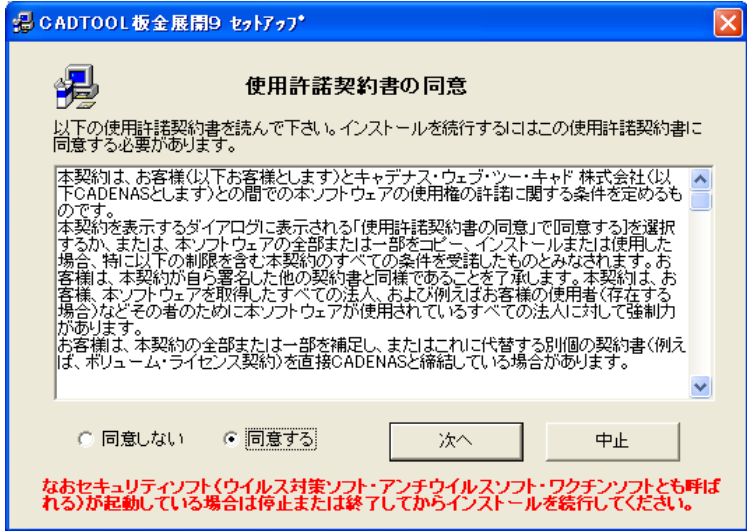 CADTOOL板金展開9 セットアップ
使用許諾契約書の同意
以下の使用許諾契約書を読んで下さい。インストールを続行するにはこの使用許諾契約書に
同意する必要があります。
本契約は、お客様(以下お客様とします)とキャデナス・ウェブ・ツー・キャド 株式会社(以
下CADENASとします)との間での本ソフトウェアの使用権の許諾に関する条件を定めるも
のです。
本契約を表示するダイアログに表示される「使用許諾契約書の同意」で[同意する]を選択
するか、または、本ソフトウェアの全部または一部をコピー、インストールまたは使用した
場合、特に以下の制限を含む本契約のすべての条件を受諾したものとみなされます。お
客様は、本契約が自ら署名した他の契約書と同様であることを了承します。本契約は、お
客様、本ソフトウェアを取得したすべての法人、および例えばお客様の使用者(存在する
場合)などその者のために本ソフトウェアが使用されているすべての法人に対して強制力
があります。
お客様は、本契約の全部または一部を補足し、またはこれに代替する別個の契約書(例え
ば、ボリューム・ライセンス契約)を直接CADENASと締結している場合があります。
同意しない 同意する 次へ 中止
なおセキュリティソフト(ウイルス対策ソフト・アンチウイルスソフト・ワクチンソフトとも呼ば
れる)が起動している場合は停止または終了してからインストールを続行してください。